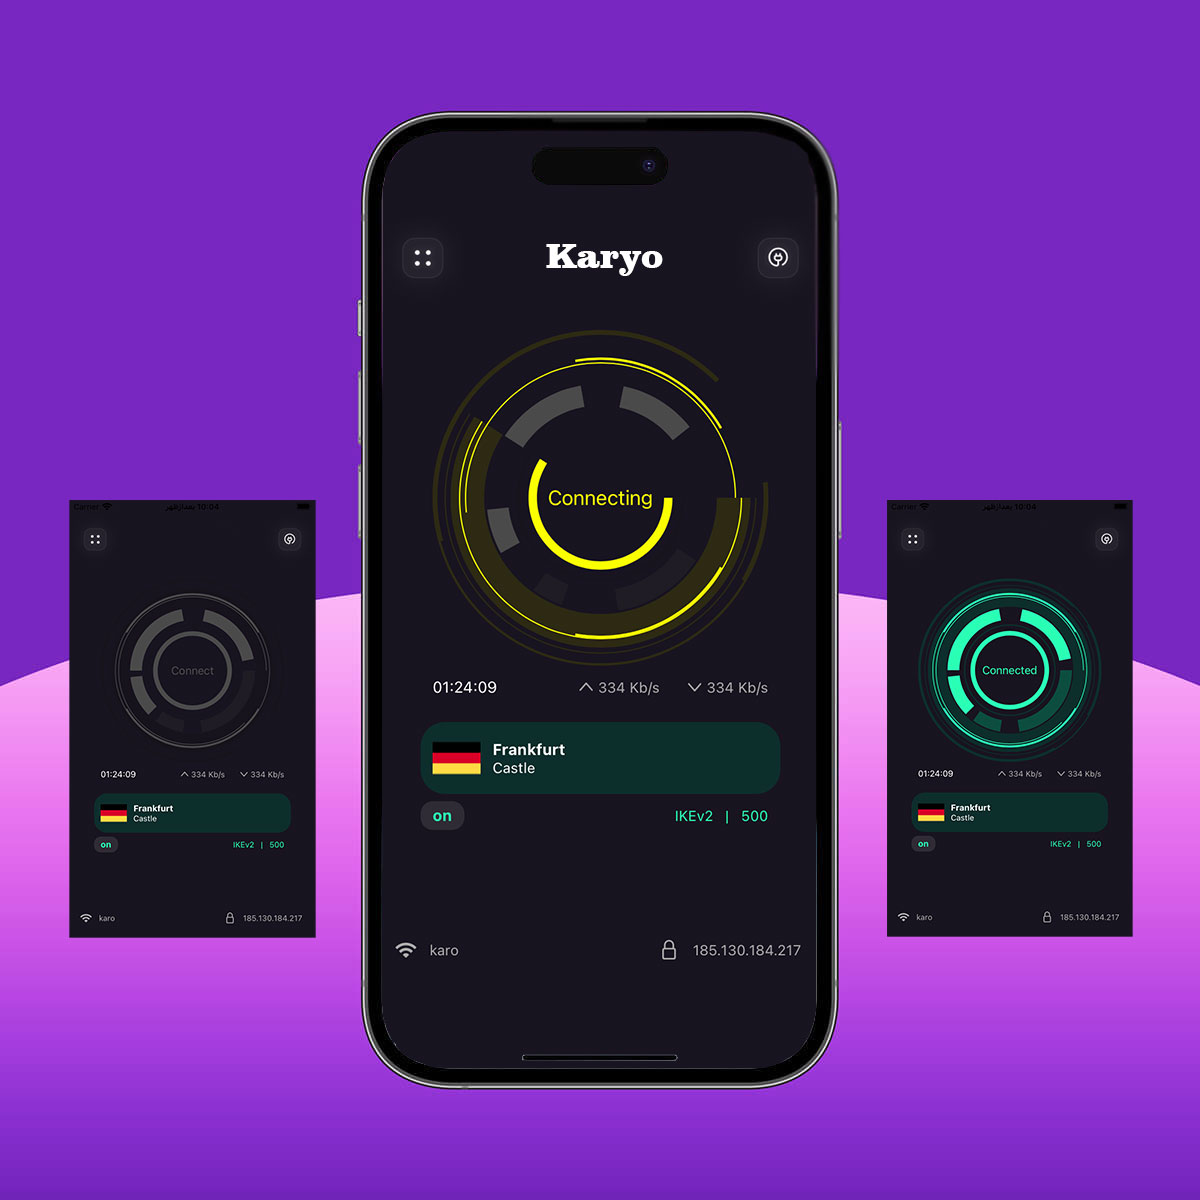 Karyo
Connecting
01:24:09 334 Kb/s 334 Kb/s
Frankfurt
Castle
on IKEv2 | 500
karo 185.130.184.217
Carrier 10:04 بعدازظهر
Connect
01:24:09 334 Kb/s 334 Kb/s
Frankfurt
Castle
on IKEv2 | 500
karo 185.130.184.217
Carrier 10:04 بعدازظهر
Connected
01:24:09 334 Kb/s 334 Kb/s
Frankfurt
Castle
on IKEv2 | 500
karo 185.130.184.217